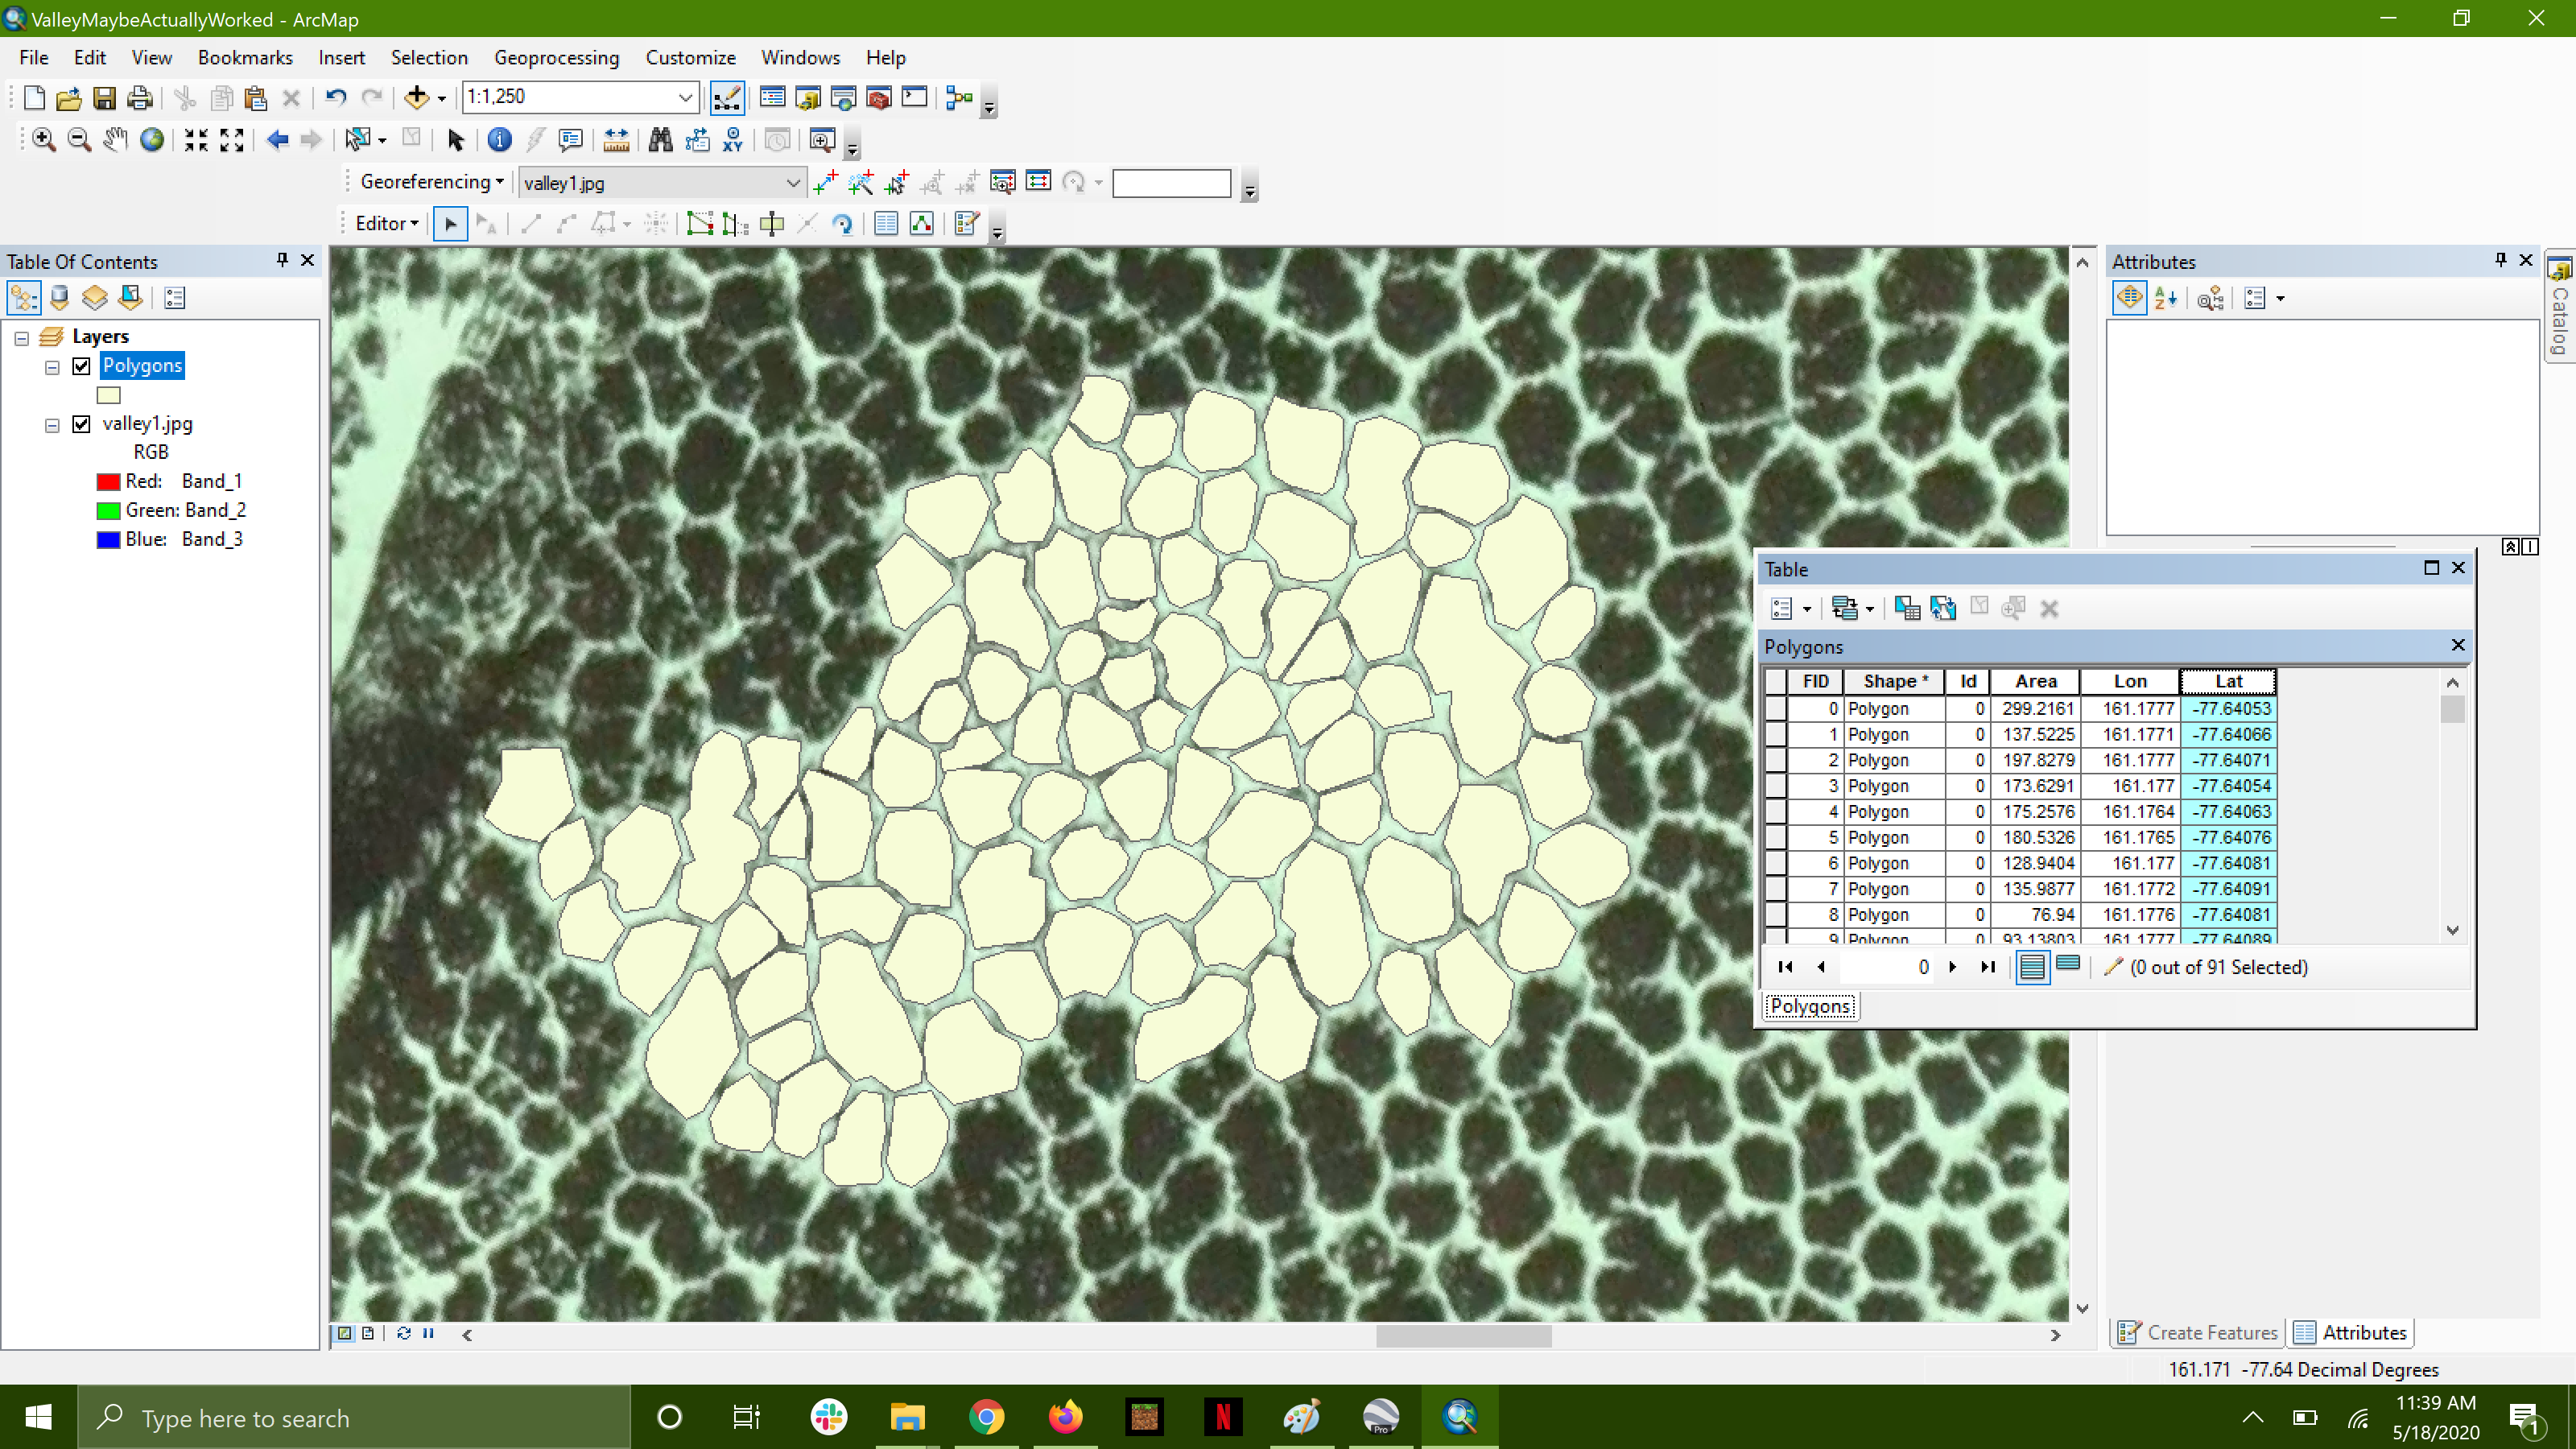 ValleyMaybeActuallyWorked - ArcMap
File Edit View Bookmarks Insert Selection Geoprocessing Customize Windows Help
1:1,250
XY
Georeferencing valley1.jpg
Editor
Table Of Contents
Layers
Polygons
valley1.jpg
RGB
Red: Band_1
Green: Band_2
Blue: Band_3
Attributes
Catalog
Table
Polygons
FID Shape * Id Area Lon Lat
0 Polygon 0 299.2161 161.1777 -77.64053
1 Polygon 0 137.5225 161.1771 -77.64066
2 Polygon 0 197.8279 161.1777 -77.64071
3 Polygon 0 173.6291 161.177 -77.64054
4 Polygon 0 175.2576 161.1764 -77.64063
5 Polygon 0 180.5326 161.1765 -77.64076
6 Polygon 0 128.9404 161.177 -77.64081
7 Polygon 0 135.9877 161.1772 -77.64091
8 Polygon 0 76.94 161.1776 -77.64081
9 Polygon 0 93.13803 161.1777 -77.64089
0 (0 out of 91 Selected)
Polygons
Create Features Attributes
161.171 -77.64 Decimal Degrees
Type here to search
N
Pro
11:39 AM
5/18/2020
1